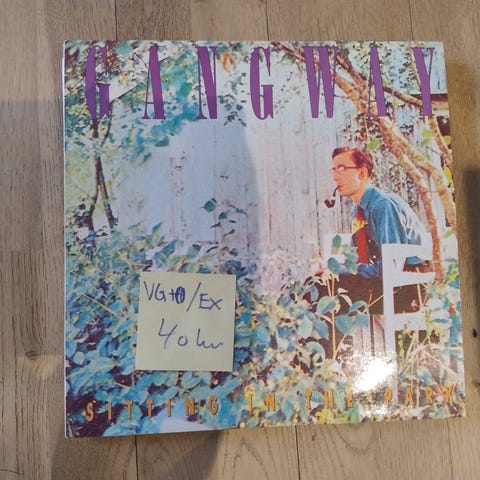 GANGWAY
VG+/EX
40 kr
SITTING IN THE PARK